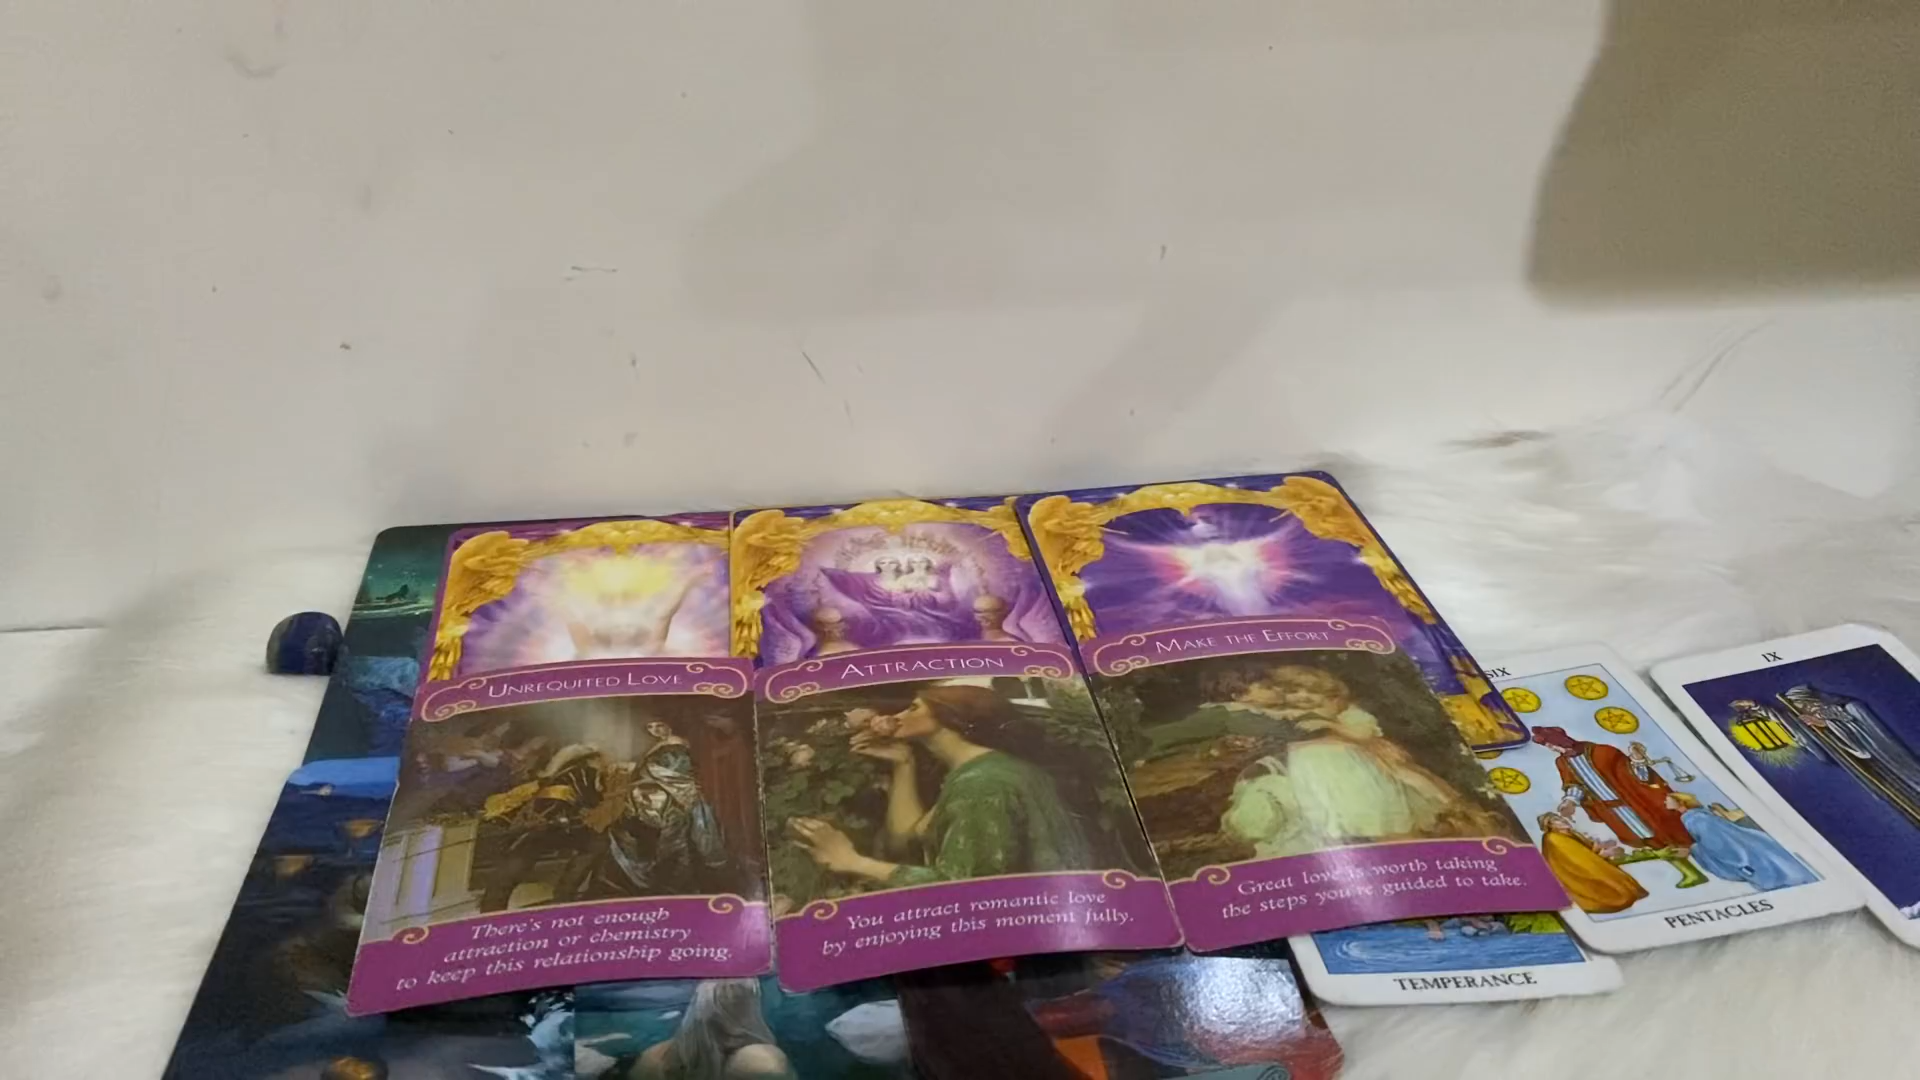 UNREQUITED LOVE
There's not enough
attraction or chemistry
to keep this relationship going.
ATTRACTION
You attract romantic love
by enjoying this moment fully.
MAKE THE EFFORT
Great love is worth taking
the steps you're guided to take.
SIX
PENTACLES
IX
TEMPERANCE